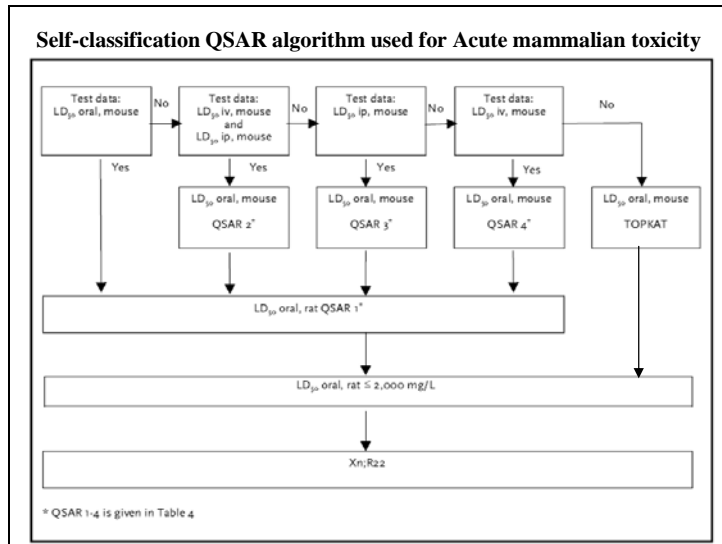 Self-classification QSAR algorithm used for Acute mammalian toxicity
Test data:
LD₅₀ oral, mouse
No
Test data:
LD₅₀ iv, mouse
and
LD₅₀ ip, mouse
No
Test data:
LD₅₀ ip, mouse
No
Test data:
LD₅₀ iv, mouse
No
Yes
Yes
Yes
Yes
LD₅₀ oral, mouse
QSAR 2*
LD₅₀ oral, mouse
QSAR 3*
LD₅₀ oral, mouse
QSAR 4*
LD₅₀ oral, mouse
TOPKAT
LD₅₀ oral, rat QSAR 1*
LD₅₀ oral, rat ≤ 2,000 mg/L
Xn;R22
* QSAR 1-4 is given in Table 4